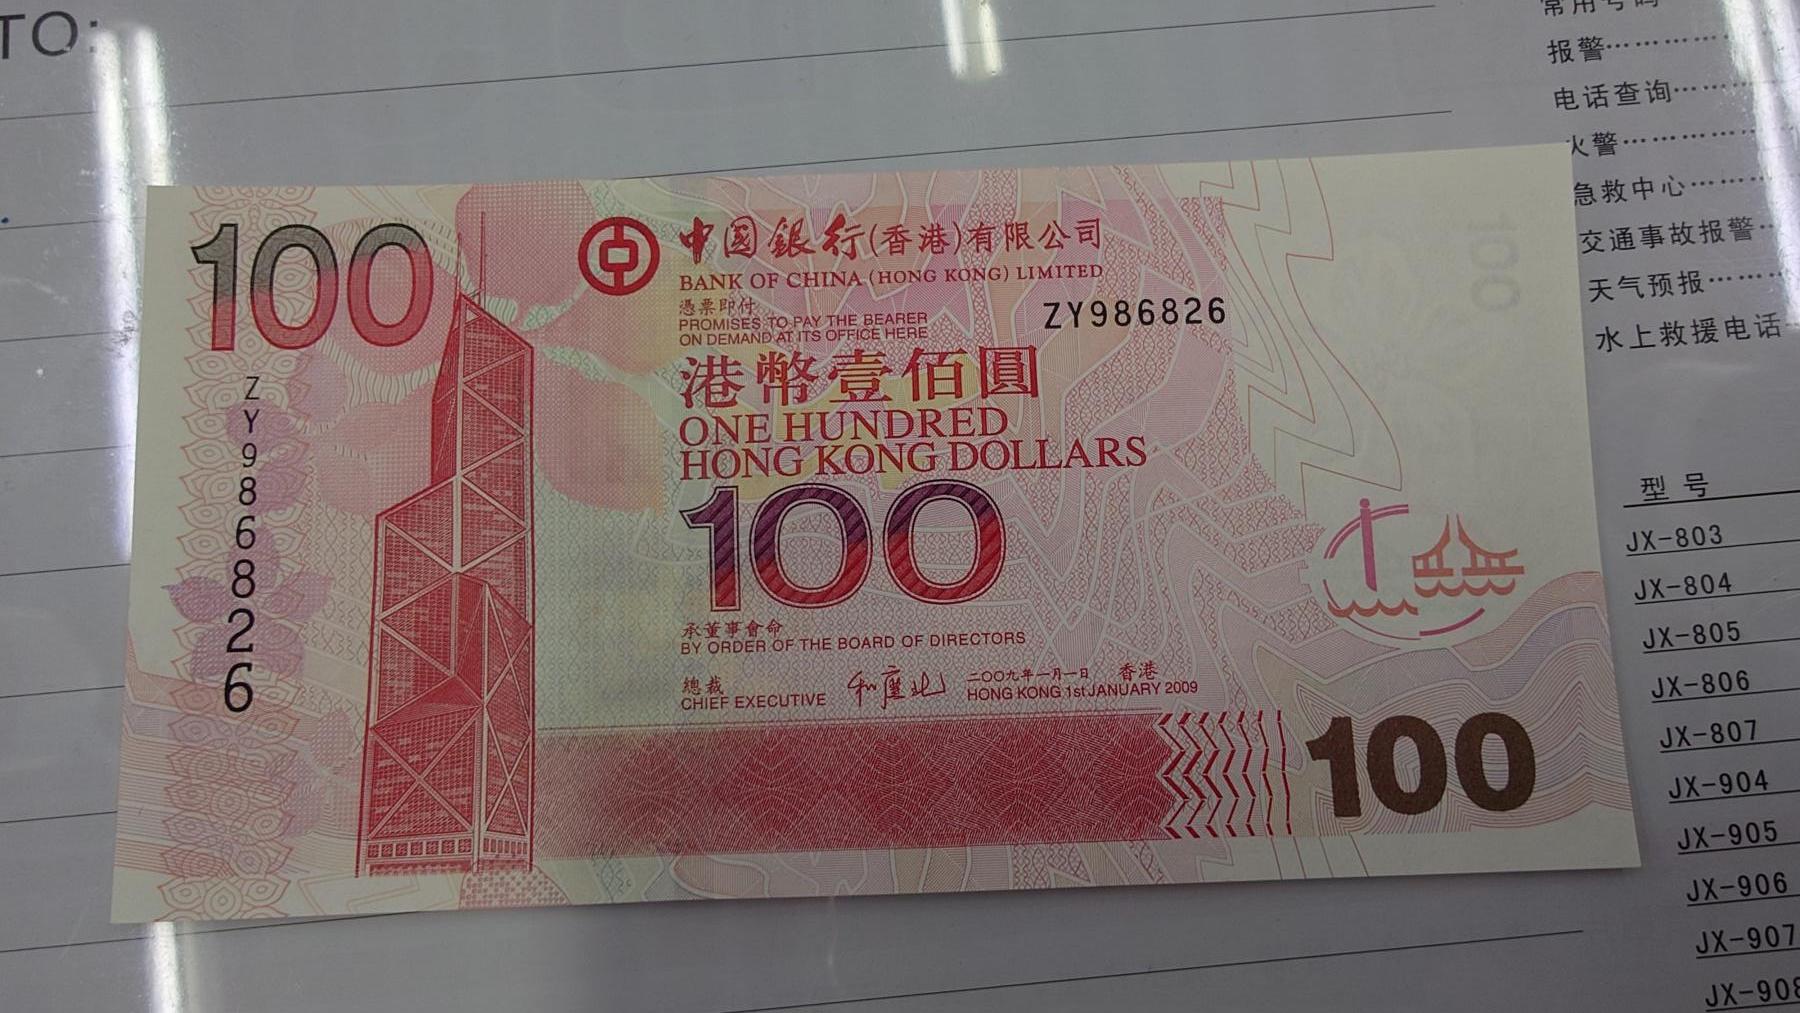 TO:
100
中国銀行(香港)有限公司
BANK OF CHINA (HONG KONG) LIMITED
憑票即付
PROMISES TO PAY THE BEARER
ON DEMAND AT ITS OFFICE HERE
ZY986826
港幣壹佰圓
ONE HUNDRED
HONG KONG DOLLARS
100
ZY986826
承董事會命
BY ORDER OF THE BOARD OF DIRECTORS
總裁
CHIEF EXECUTIVE
二〇〇九年一月一日 香港
HONG KONG 1st JANUARY 2009
100
常用号码
报警
电话查询
火警
急救中心
交通事故报警
天气预报
水上救援电话
型号
JX-803
JX-804
JX-805
JX-806
JX-807
JX-904
JX-905
JX-906
JX-907
JX-908